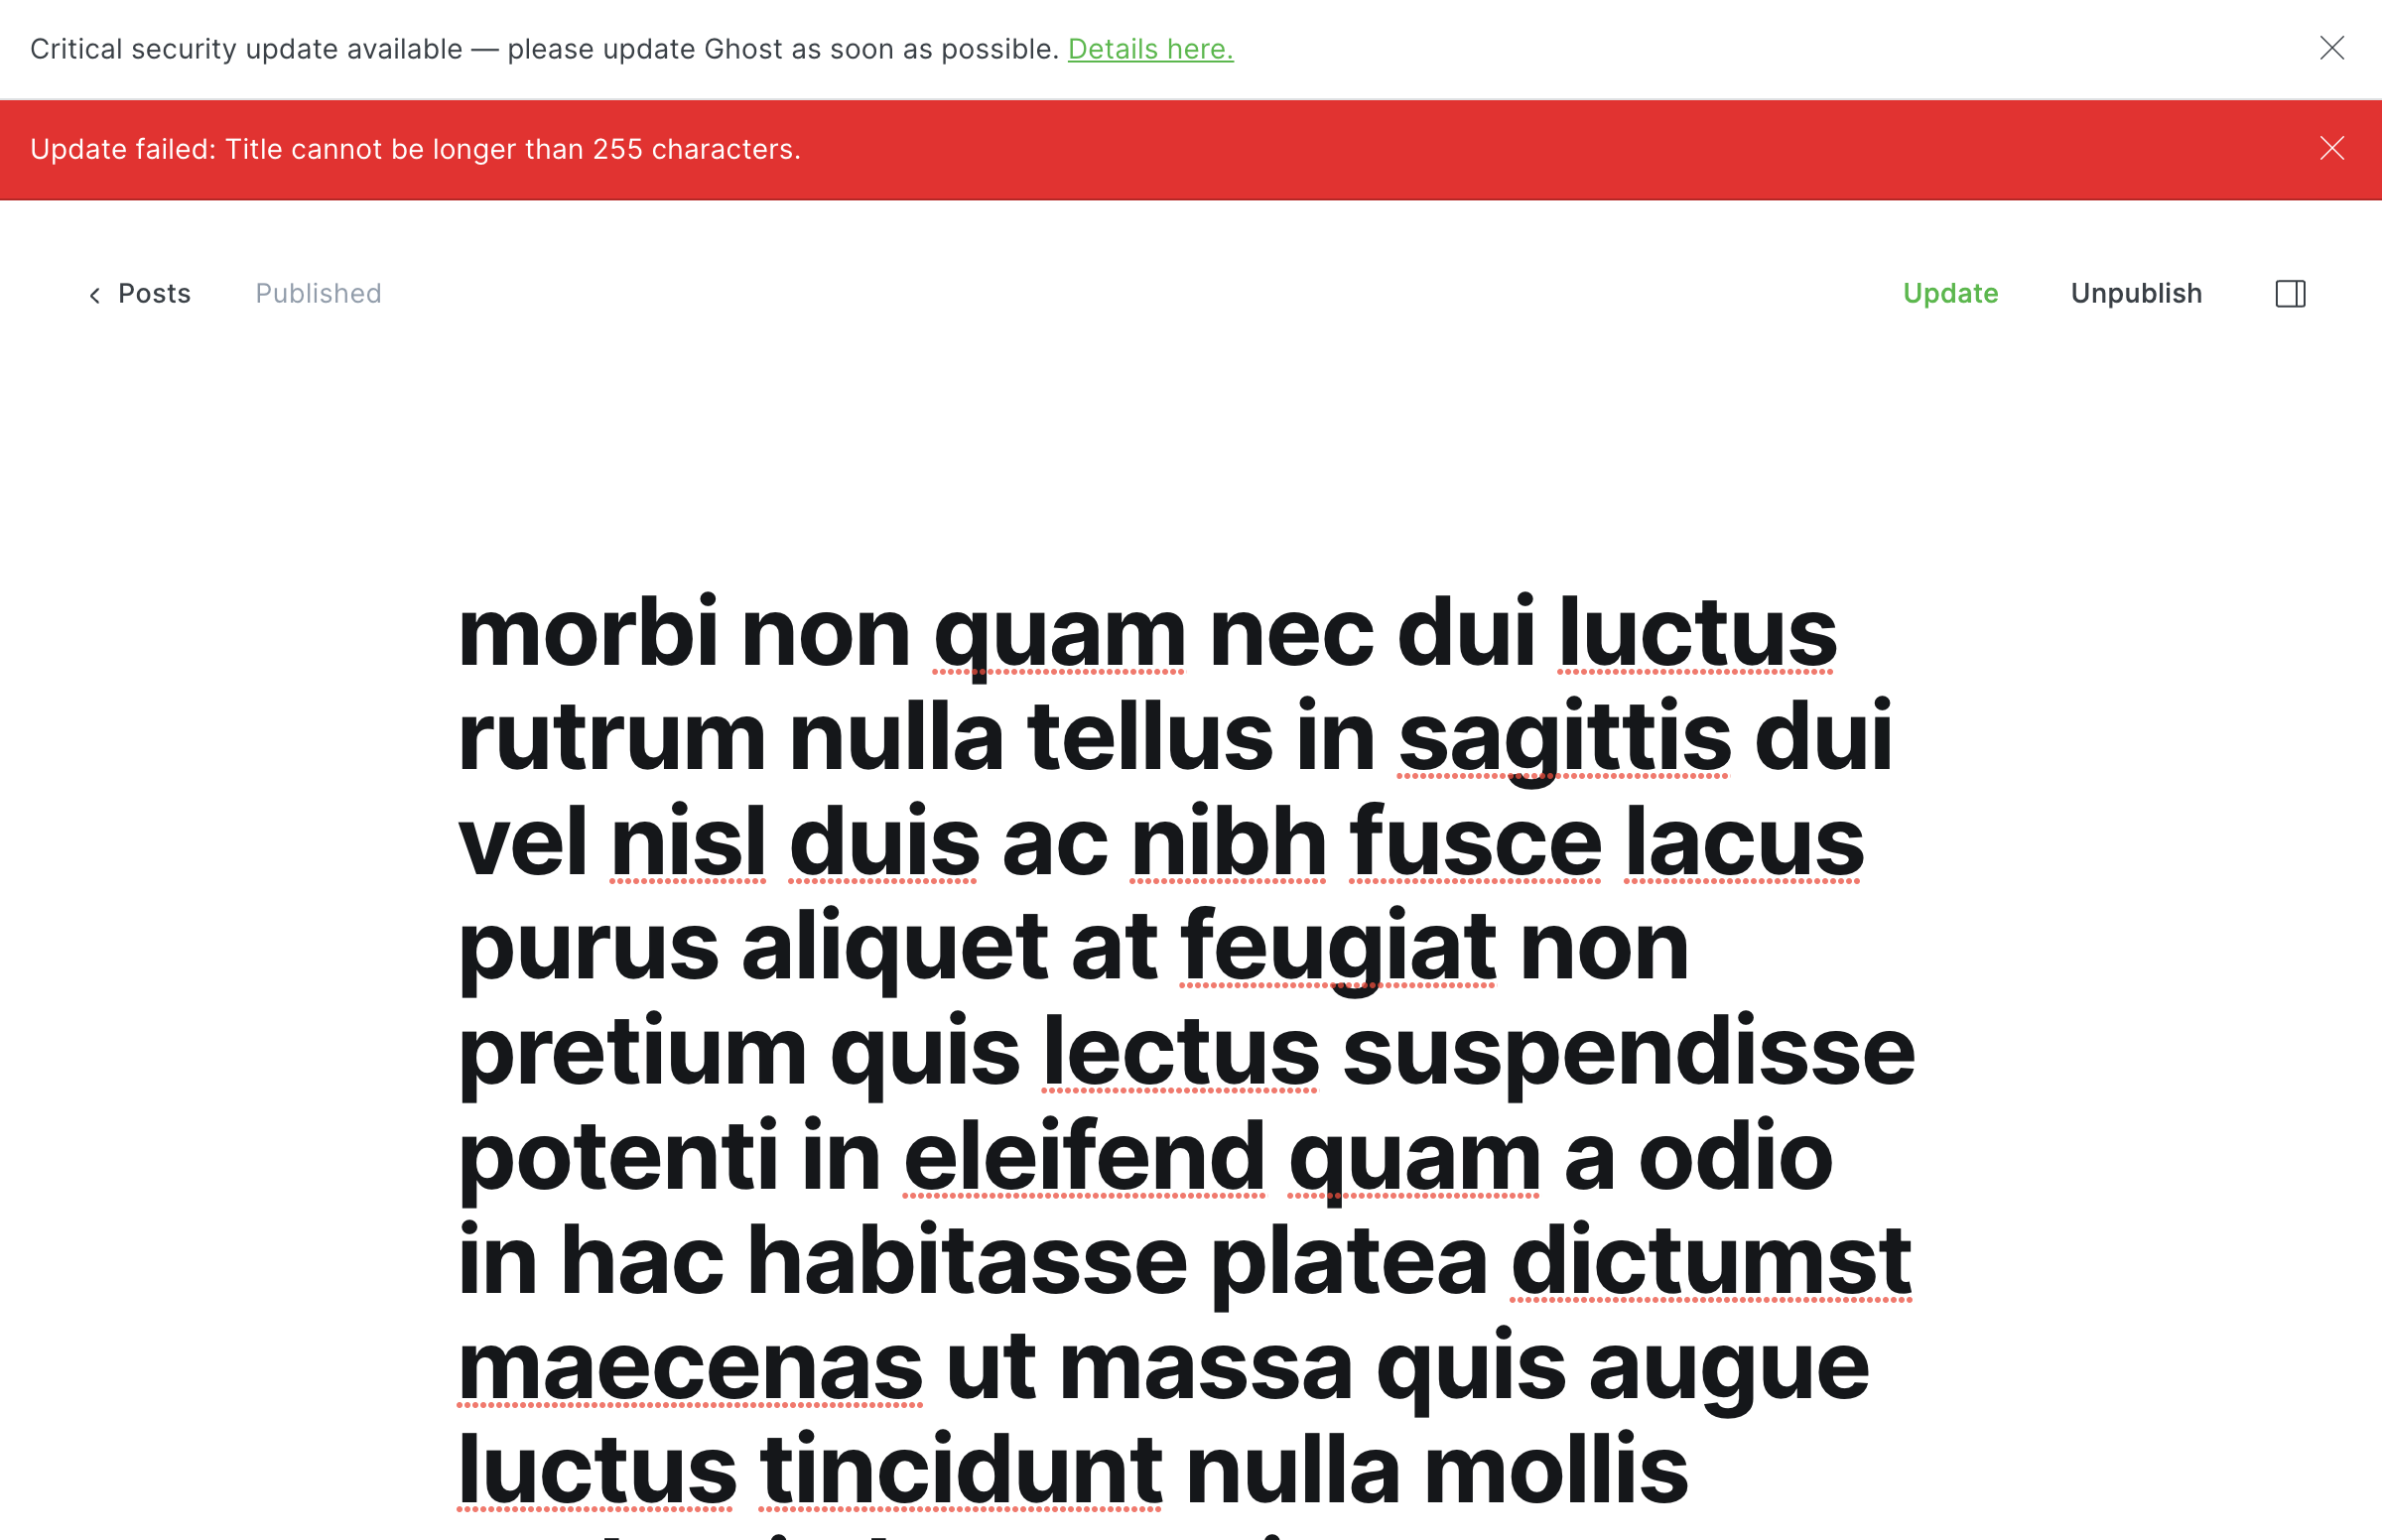 Critical security update available — please update Ghost as soon as possible. Details here.
Update failed: Title cannot be longer than 255 characters.
Posts Published Update Unpublish
morbi non quam nec dui luctus
rutrum nulla tellus in sagittis dui
vel nisl duis ac nibh fusce lacus
purus aliquet at feugiat non
pretium quis lectus suspendisse
potenti in eleifend quam a odio
in hac habitasse platea dictumst
maecenas ut massa quis augue
luctus tincidunt nulla mollis